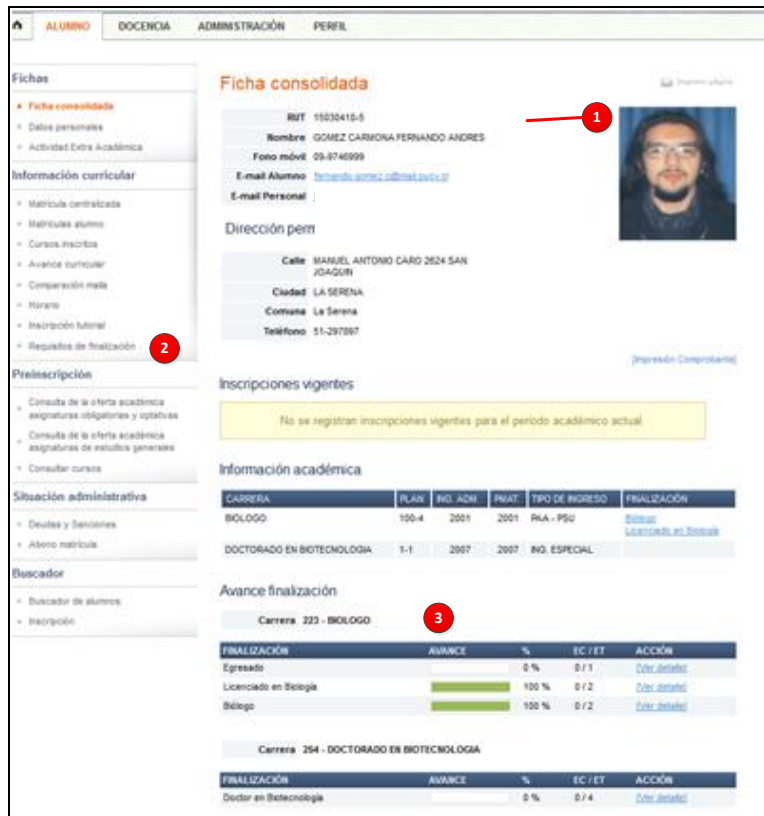 ALUMNO DOCENCIA ADMINISTRACIÓN PERFIL
Fichas
Ficha consolidada
Datos personales
Actividad Extra Académica
Información curricular
Matrícula centralizada
Matrículas alumno
Cursos inscritos
Avance curricular
Comparación malla
Horario
Inscripción tutorial
Requisitos de finalización
2
Preinscripción
Consulta de la oferta académica
asignaturas obligatorias y optativas
Consulta de la oferta académica
asignaturas de estudios generales
Consultar cursos
Situación administrativa
Deudas y Sanciones
Abono matrícula
Buscador
Buscador de alumnos
Inscripción
Ficha consolidada
Imprimir página
1
RUT 15030418-5
Nombre GOMEZ CARMONA FERNANDO ANDRES
Fono móvil 09-9746999
E-mail Alumno
E-mail Personal
Dirección perm
Calle MANUEL ANTONIO CARO 2624 SAN
JOAQUIN
Ciudad LA SERENA
Comuna La Serena
Teléfono 51-297897
[Impresión Comprobante]
Inscripciones vigentes
No se registran inscripciones vigentes para el período académico actual.
Información académica
CARRERA PLAN ING. ADM PMAT. TIPO DE INGRESO FINALIZACIÓN
BIOLOGO 100-4 2001 2001 PAA - PSU Biólogo
Licenciado en Biología
DOCTORADO EN BIOTECNOLOGIA 1-1 2007 2007 ING. ESPECIAL
Avance finalización
Carrera 223 - BIOLOGO
3
FINALIZACIÓN AVANCE % EC / ET ACCIÓN
Egresado 0 % 0 / 1 [Ver detalle]
Licenciado en Biología 100 % 0 / 2 [Ver detalle]
Biólogo 100 % 0 / 2 [Ver detalle]
Carrera 254 - DOCTORADO EN BIOTECNOLOGIA
FINALIZACIÓN AVANCE % EC / ET ACCIÓN
Doctor en Biotecnología 0 % 0 / 4 [Ver detalle]